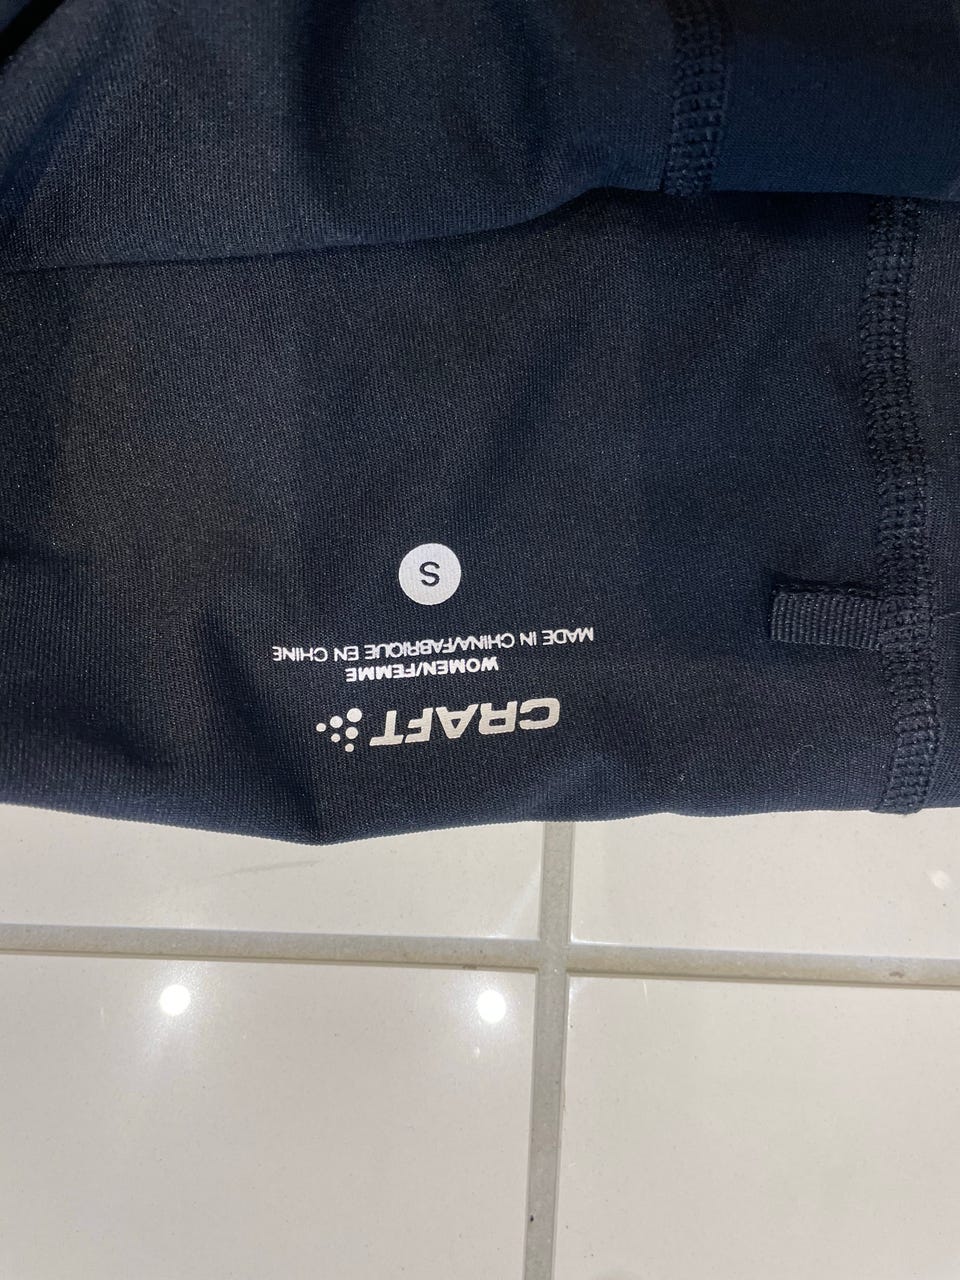 CRAFT
WOMEN/FEMME
MADE IN CHINA/FABRIQUE EN CHINE
S